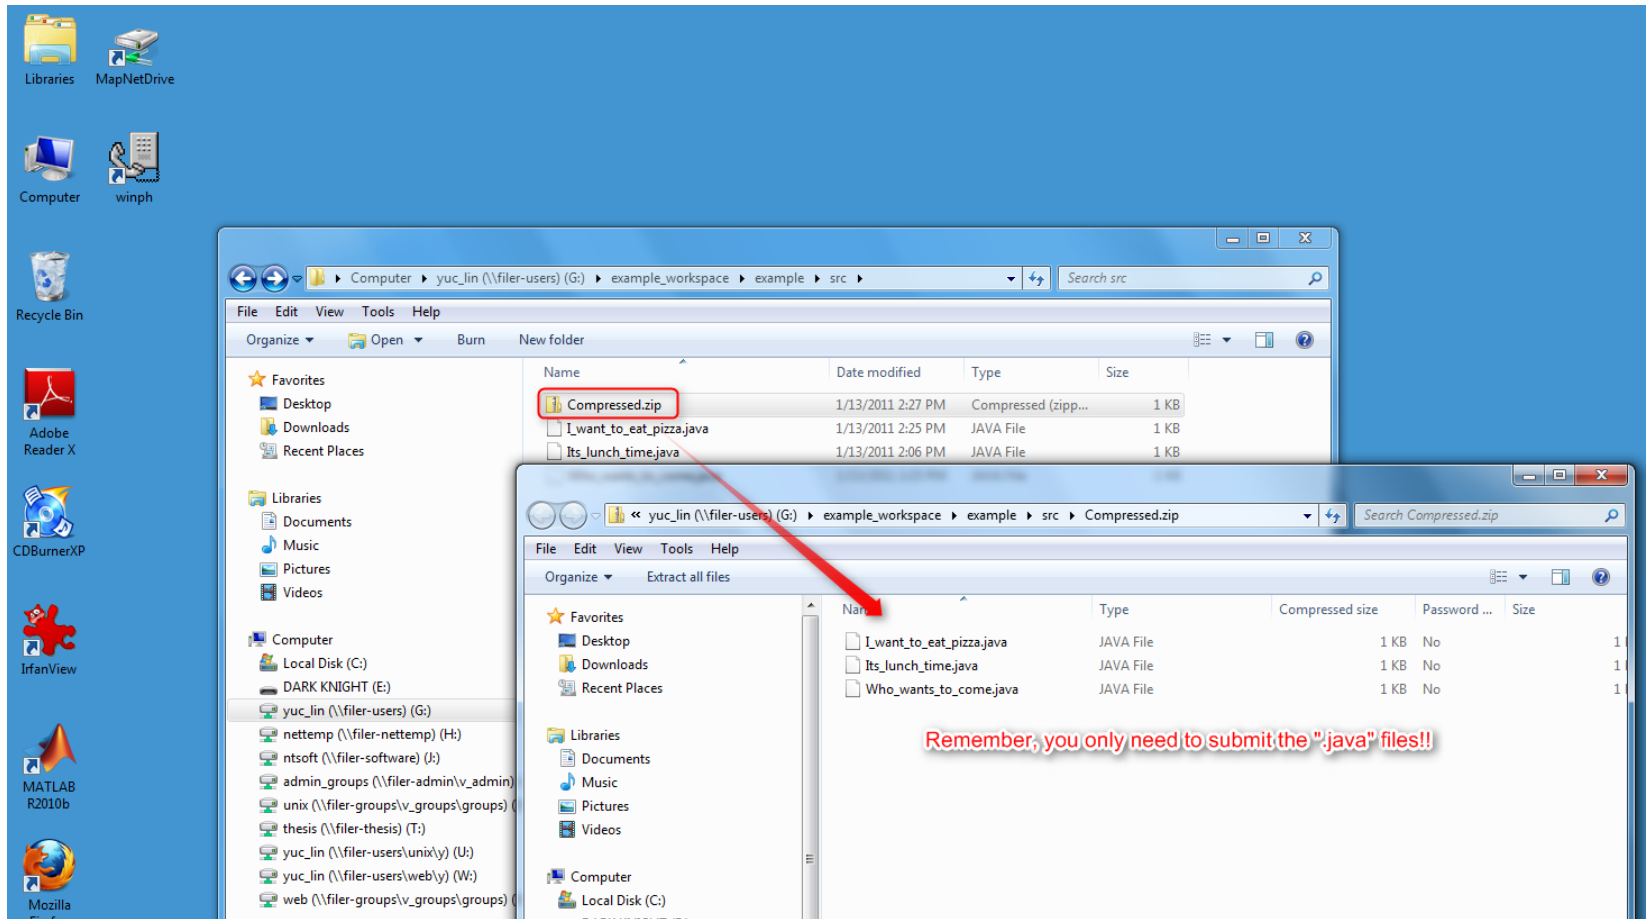 Libraries
MapNetDrive
Computer
winph
Recycle Bin
Adobe
Reader X
CDBurnerXP
IrfanView
MATLAB
R2010b
Mozilla
Computer yuc_lin (\\filer-users) (G:) example_workspace example src
Search src
File Edit View Tools Help
Organize Open Burn New folder
Favorites
Desktop
Downloads
Recent Places
Libraries
Documents
Music
Pictures
Videos
Computer
Local Disk (C:)
DARK KNIGHT (E:)
yuc_lin (\\filer-users) (G:)
nettemp (\\filer-nettemp) (H:)
ntsoft (\\filer-software) (J:)
admin_groups (\\filer-admin\v_admin)
unix (\\filer-groups\v_groups\groups) (
thesis (\\filer-thesis) (T:)
yuc_lin (\\filer-users\unix\y) (U:)
yuc_lin (\\filer-users\web\y) (W:)
web (\\filer-groups\v_groups\groups) (
Name Date modified Type Size
Compressed.zip 1/13/2011 2:27 PM Compressed (zipp... 1 KB
I_want_to_eat_pizza.java 1/13/2011 2:25 PM JAVA File 1 KB
Its_lunch_time.java 1/13/2011 2:06 PM JAVA File 1 KB
« yuc_lin (\\filer-users) (G:) example_workspace example src Compressed.zip
Search Compressed.zip
File Edit View Tools Help
Organize Extract all files
Favorites
Desktop
Downloads
Recent Places
Libraries
Documents
Music
Pictures
Videos
Computer
Local Disk (C:)
Name Type Compressed size Password ... Size
I_want_to_eat_pizza.java JAVA File 1 KB No 1
Its_lunch_time.java JAVA File 1 KB No 1
Who_wants_to_come.java JAVA File 1 KB No 1
Remember, you only need to submit the ".java" files!!